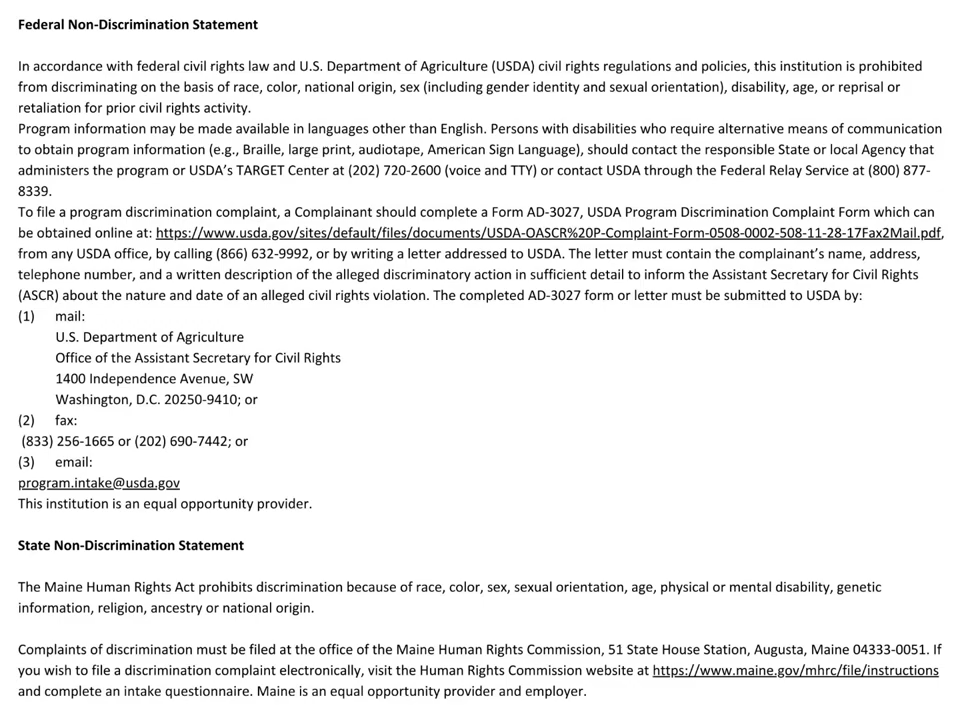 Federal Non-Discrimination Statement
In accordance with federal civil rights law and U.S. Department of Agriculture (USDA) civil rights regulations and policies, this institution is prohibited
from discriminating on the basis of race, color, national origin, sex (including gender identity and sexual orientation), disability, age, or reprisal or
retaliation for prior civil rights activity.
Program information may be made available in languages other than English. Persons with disabilities who require alternative means of communication
to obtain program information (e.g., Braille, large print, audiotape, American Sign Language), should contact the responsible State or local Agency that
administers the program or USDA’s TARGET Center at (202) 720-2600 (voice and TTY) or contact USDA through the Federal Relay Service at (800) 877-
8339.
To file a program discrimination complaint, a Complainant should complete a Form AD-3027, USDA Program Discrimination Complaint Form which can
be obtained online at: https://www.usda.gov/sites/default/files/documents/USDA-OASCR%20P-Complaint-Form-0508-0002-508-11-28-17Fax2Mail.pdf,
from any USDA office, by calling (866) 632-9992, or by writing a letter addressed to USDA. The letter must contain the complainant’s name, address,
telephone number, and a written description of the alleged discriminatory action in sufficient detail to inform the Assistant Secretary for Civil Rights
(ASCR) about the nature and date of an alleged civil rights violation. The completed AD-3027 form or letter must be submitted to USDA by:
(1) mail:
U.S. Department of Agriculture
Office of the Assistant Secretary for Civil Rights
1400 Independence Avenue, SW
Washington, D.C. 20250-9410; or
(2) fax:
(833) 256-1665 or (202) 690-7442; or
(3) email:
program.intake@usda.gov
This institution is an equal opportunity provider.
State Non-Discrimination Statement
The Maine Human Rights Act prohibits discrimination because of race, color, sex, sexual orientation, age, physical or mental disability, genetic
information, religion, ancestry or national origin.
Complaints of discrimination must be filed at the office of the Maine Human Rights Commission, 51 State House Station, Augusta, Maine 04333-0051. If
you wish to file a discrimination complaint electronically, visit the Human Rights Commission website at https://www.maine.gov/mhrc/file/instructions
and complete an intake questionnaire. Maine is an equal opportunity provider and employer.